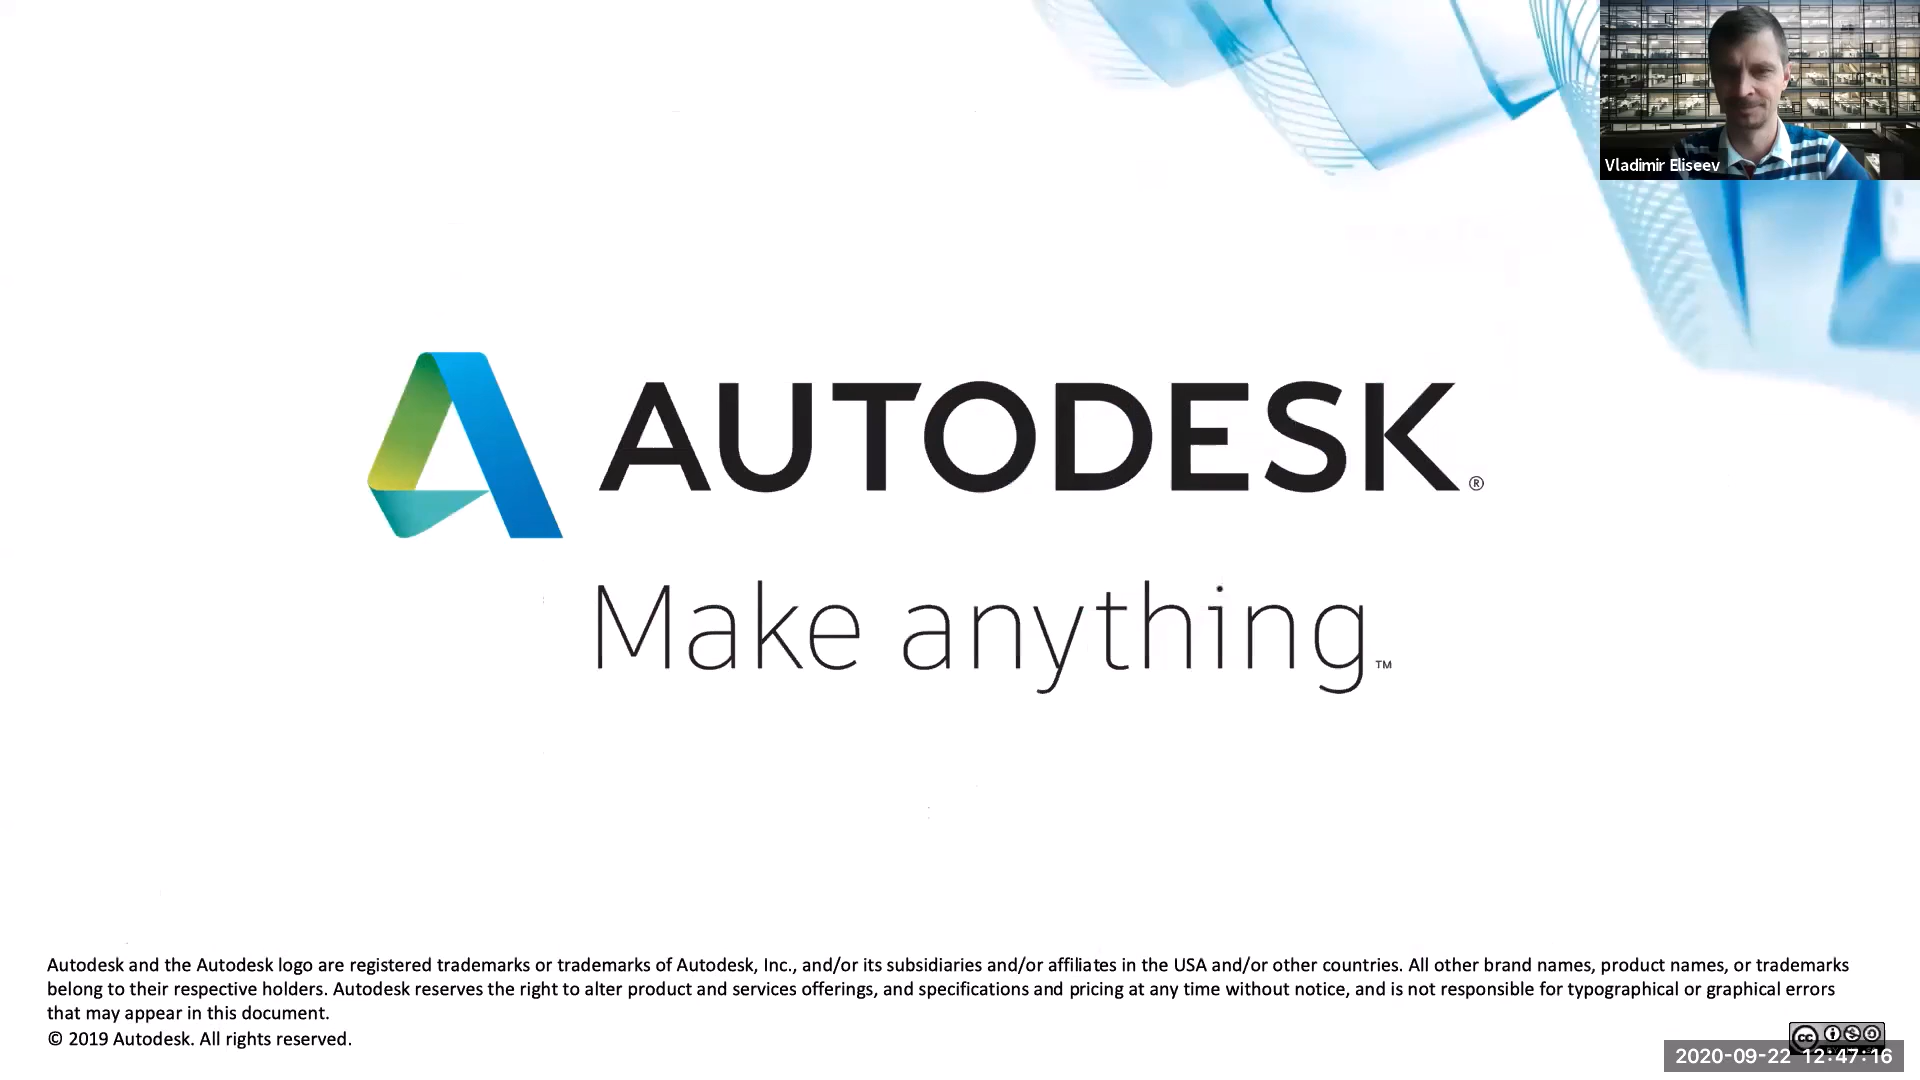 Vladimir Eliseev
AUTODESK®
Make anything™
Autodesk and the Autodesk logo are registered trademarks or trademarks of Autodesk, Inc., and/or its subsidiaries and/or affiliates in the USA and/or other countries. All other brand names, product names, or trademarks
belong to their respective holders. Autodesk reserves the right to alter product and services offerings, and specifications and pricing at any time without notice, and is not responsible for typographical or graphical errors
that may appear in this document.
© 2019 Autodesk. All rights reserved.
cc
2020-09-22 12:47:16